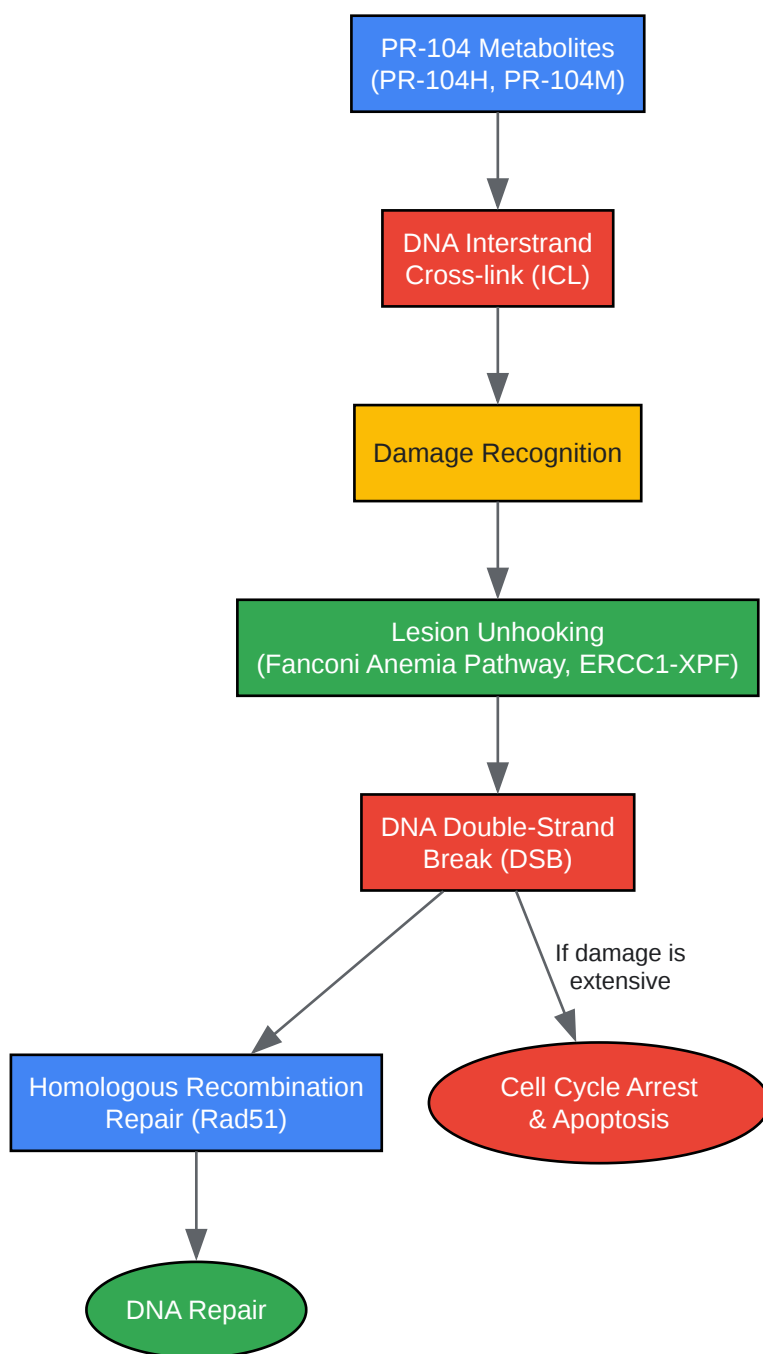 PR-104 Metabolites
(PR-104H, PR-104M)
DNA Interstrand
Cross-link (ICL)
Damage Recognition
Lesion Unhooking
(Fanconi Anemia Pathway, ERCC1-XPF)
DNA Double-Strand
Break (DSB)
If damage is
extensive
Homologous Recombination
Repair (Rad51)
Cell Cycle Arrest
& Apoptosis
DNA Repair